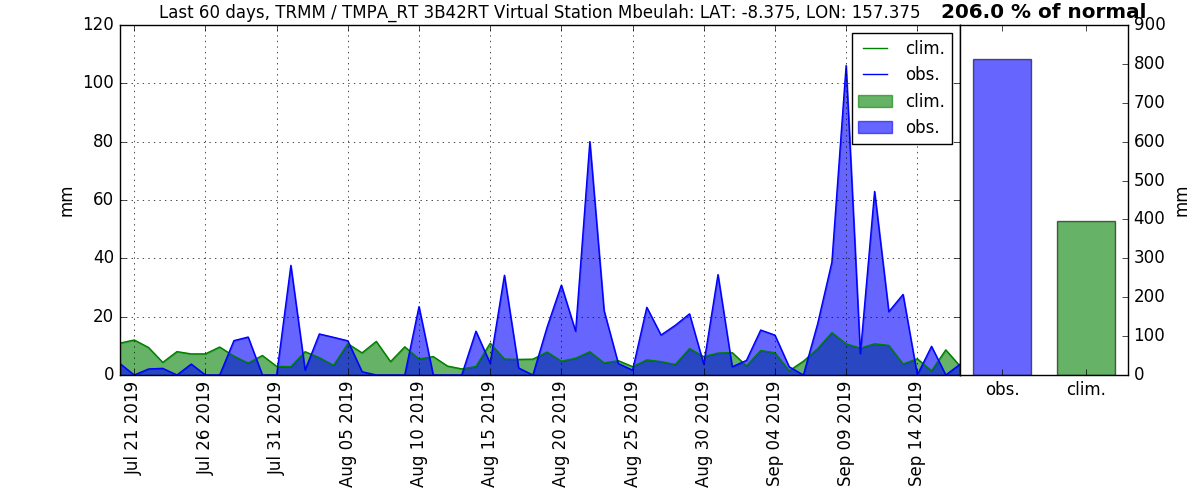 Last 60 days, TRMM / TMPA_RT 3B42RT Virtual Station Mbeulah: LAT: -8.375, LON: 157.375
206.0 % of normal
120
100
80
60
40
20
0
mm
clim.
obs.
clim.
obs.
Jul 21 2019
Jul 26 2019
Jul 31 2019
Aug 05 2019
Aug 10 2019
Aug 15 2019
Aug 20 2019
Aug 25 2019
Aug 30 2019
Sep 04 2019
Sep 09 2019
Sep 14 2019
900
800
700
600
500
400
300
200
100
0
mm
obs.
clim.